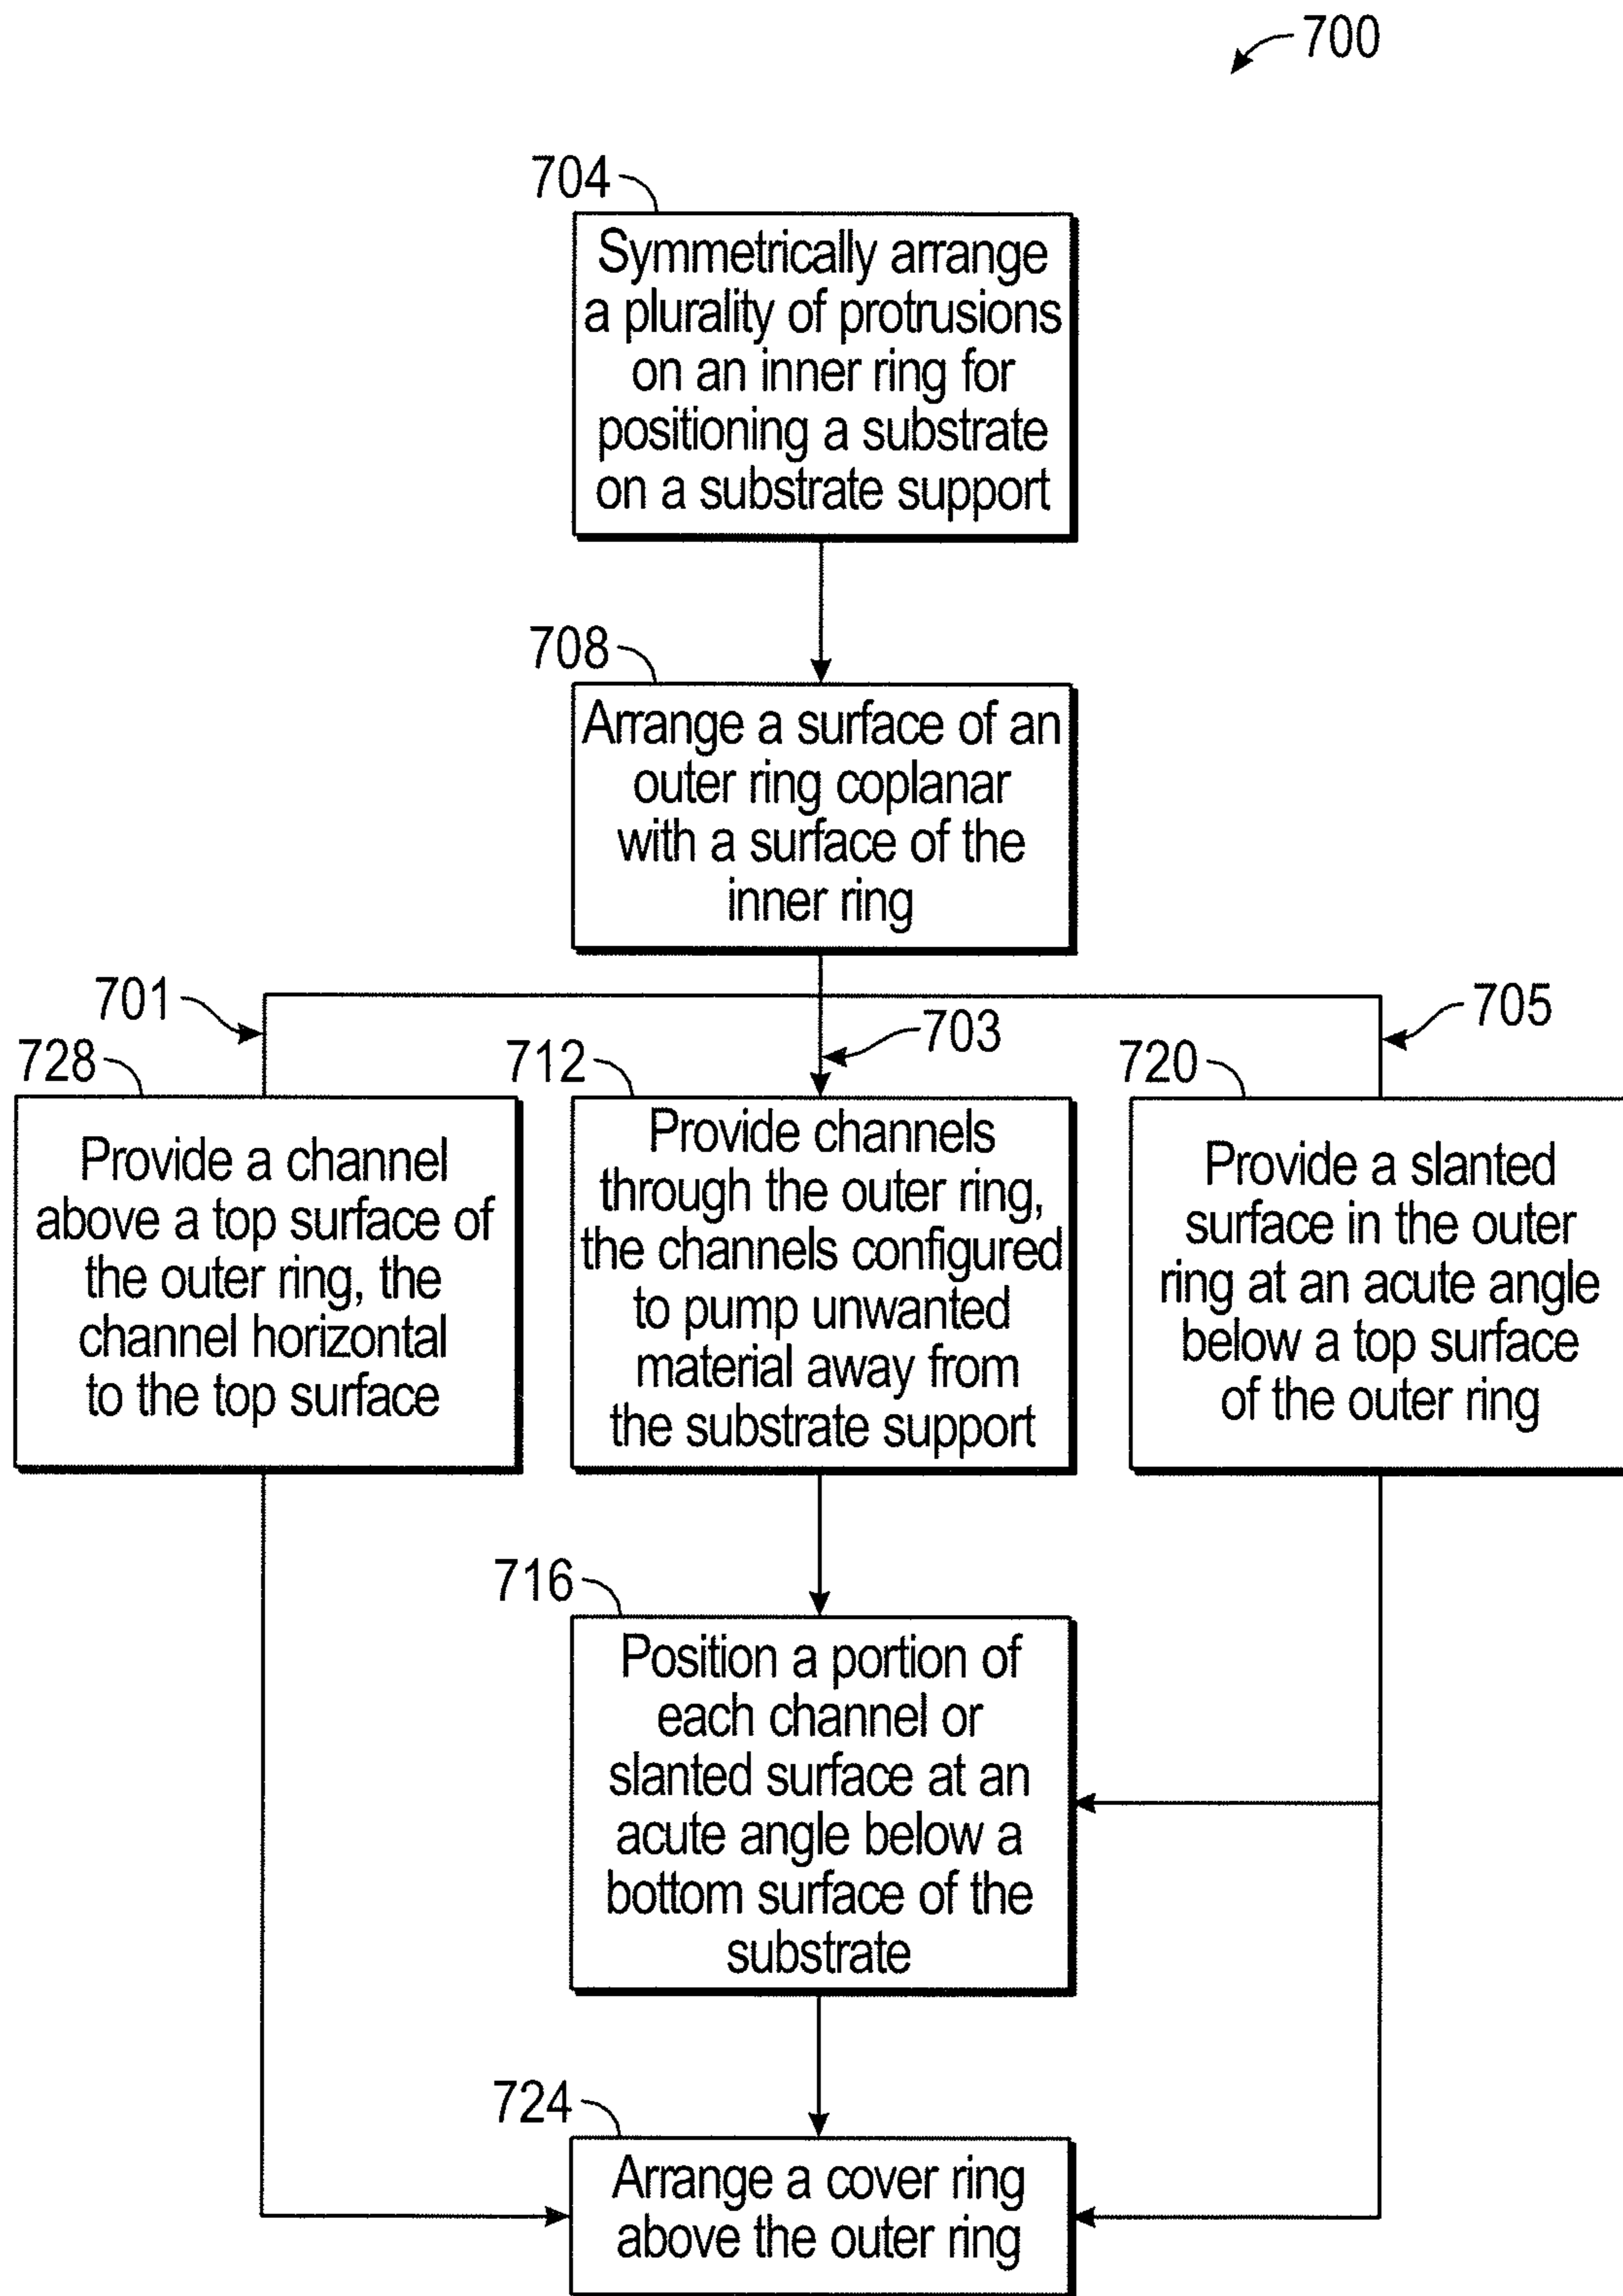 700
704
Symmetrically arrange
a plurality of protrusions
on an inner ring for
positioning a substrate
on a substrate support
708
Arrange a surface of an
outer ring coplanar
with a surface of the
inner ring
701
703
705
728
Provide a channel
above a top surface of
the outer ring, the
channel horizontal
to the top surface
712
Provide channels
through the outer ring,
the channels configured
to pump unwanted
material away from
the substrate support
720
Provide a slanted
surface in the outer
ring at an acute angle
below a top surface
of the outer ring
716
Position a portion of
each channel or
slanted surface at an
acute angle below a
bottom surface of the
substrate
724
Arrange a cover ring
above the outer ring